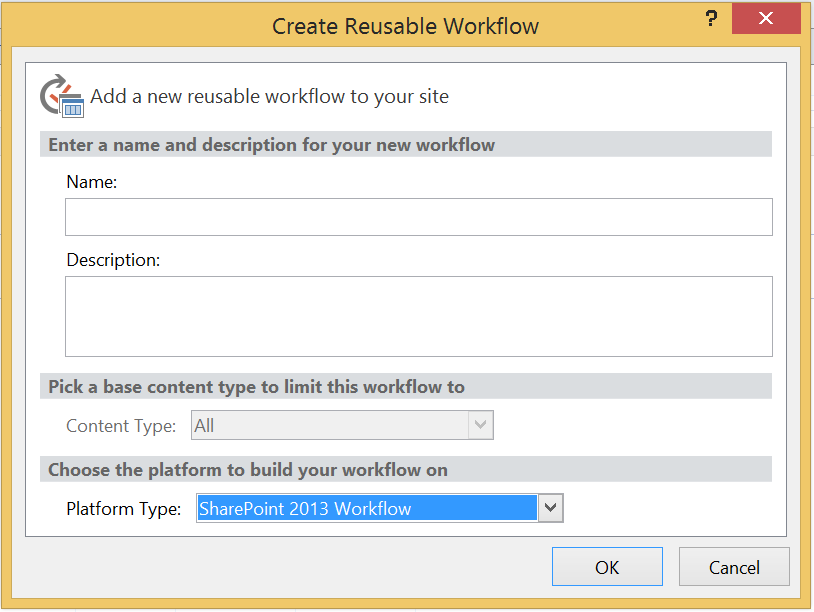 Create Reusable Workflow
?
Add a new reusable workflow to your site
Enter a name and description for your new workflow
Name:
Description:
Pick a base content type to limit this workflow to
Content Type: All
Choose the platform to build your workflow on
Platform Type: SharePoint 2013 Workflow
OK Cancel